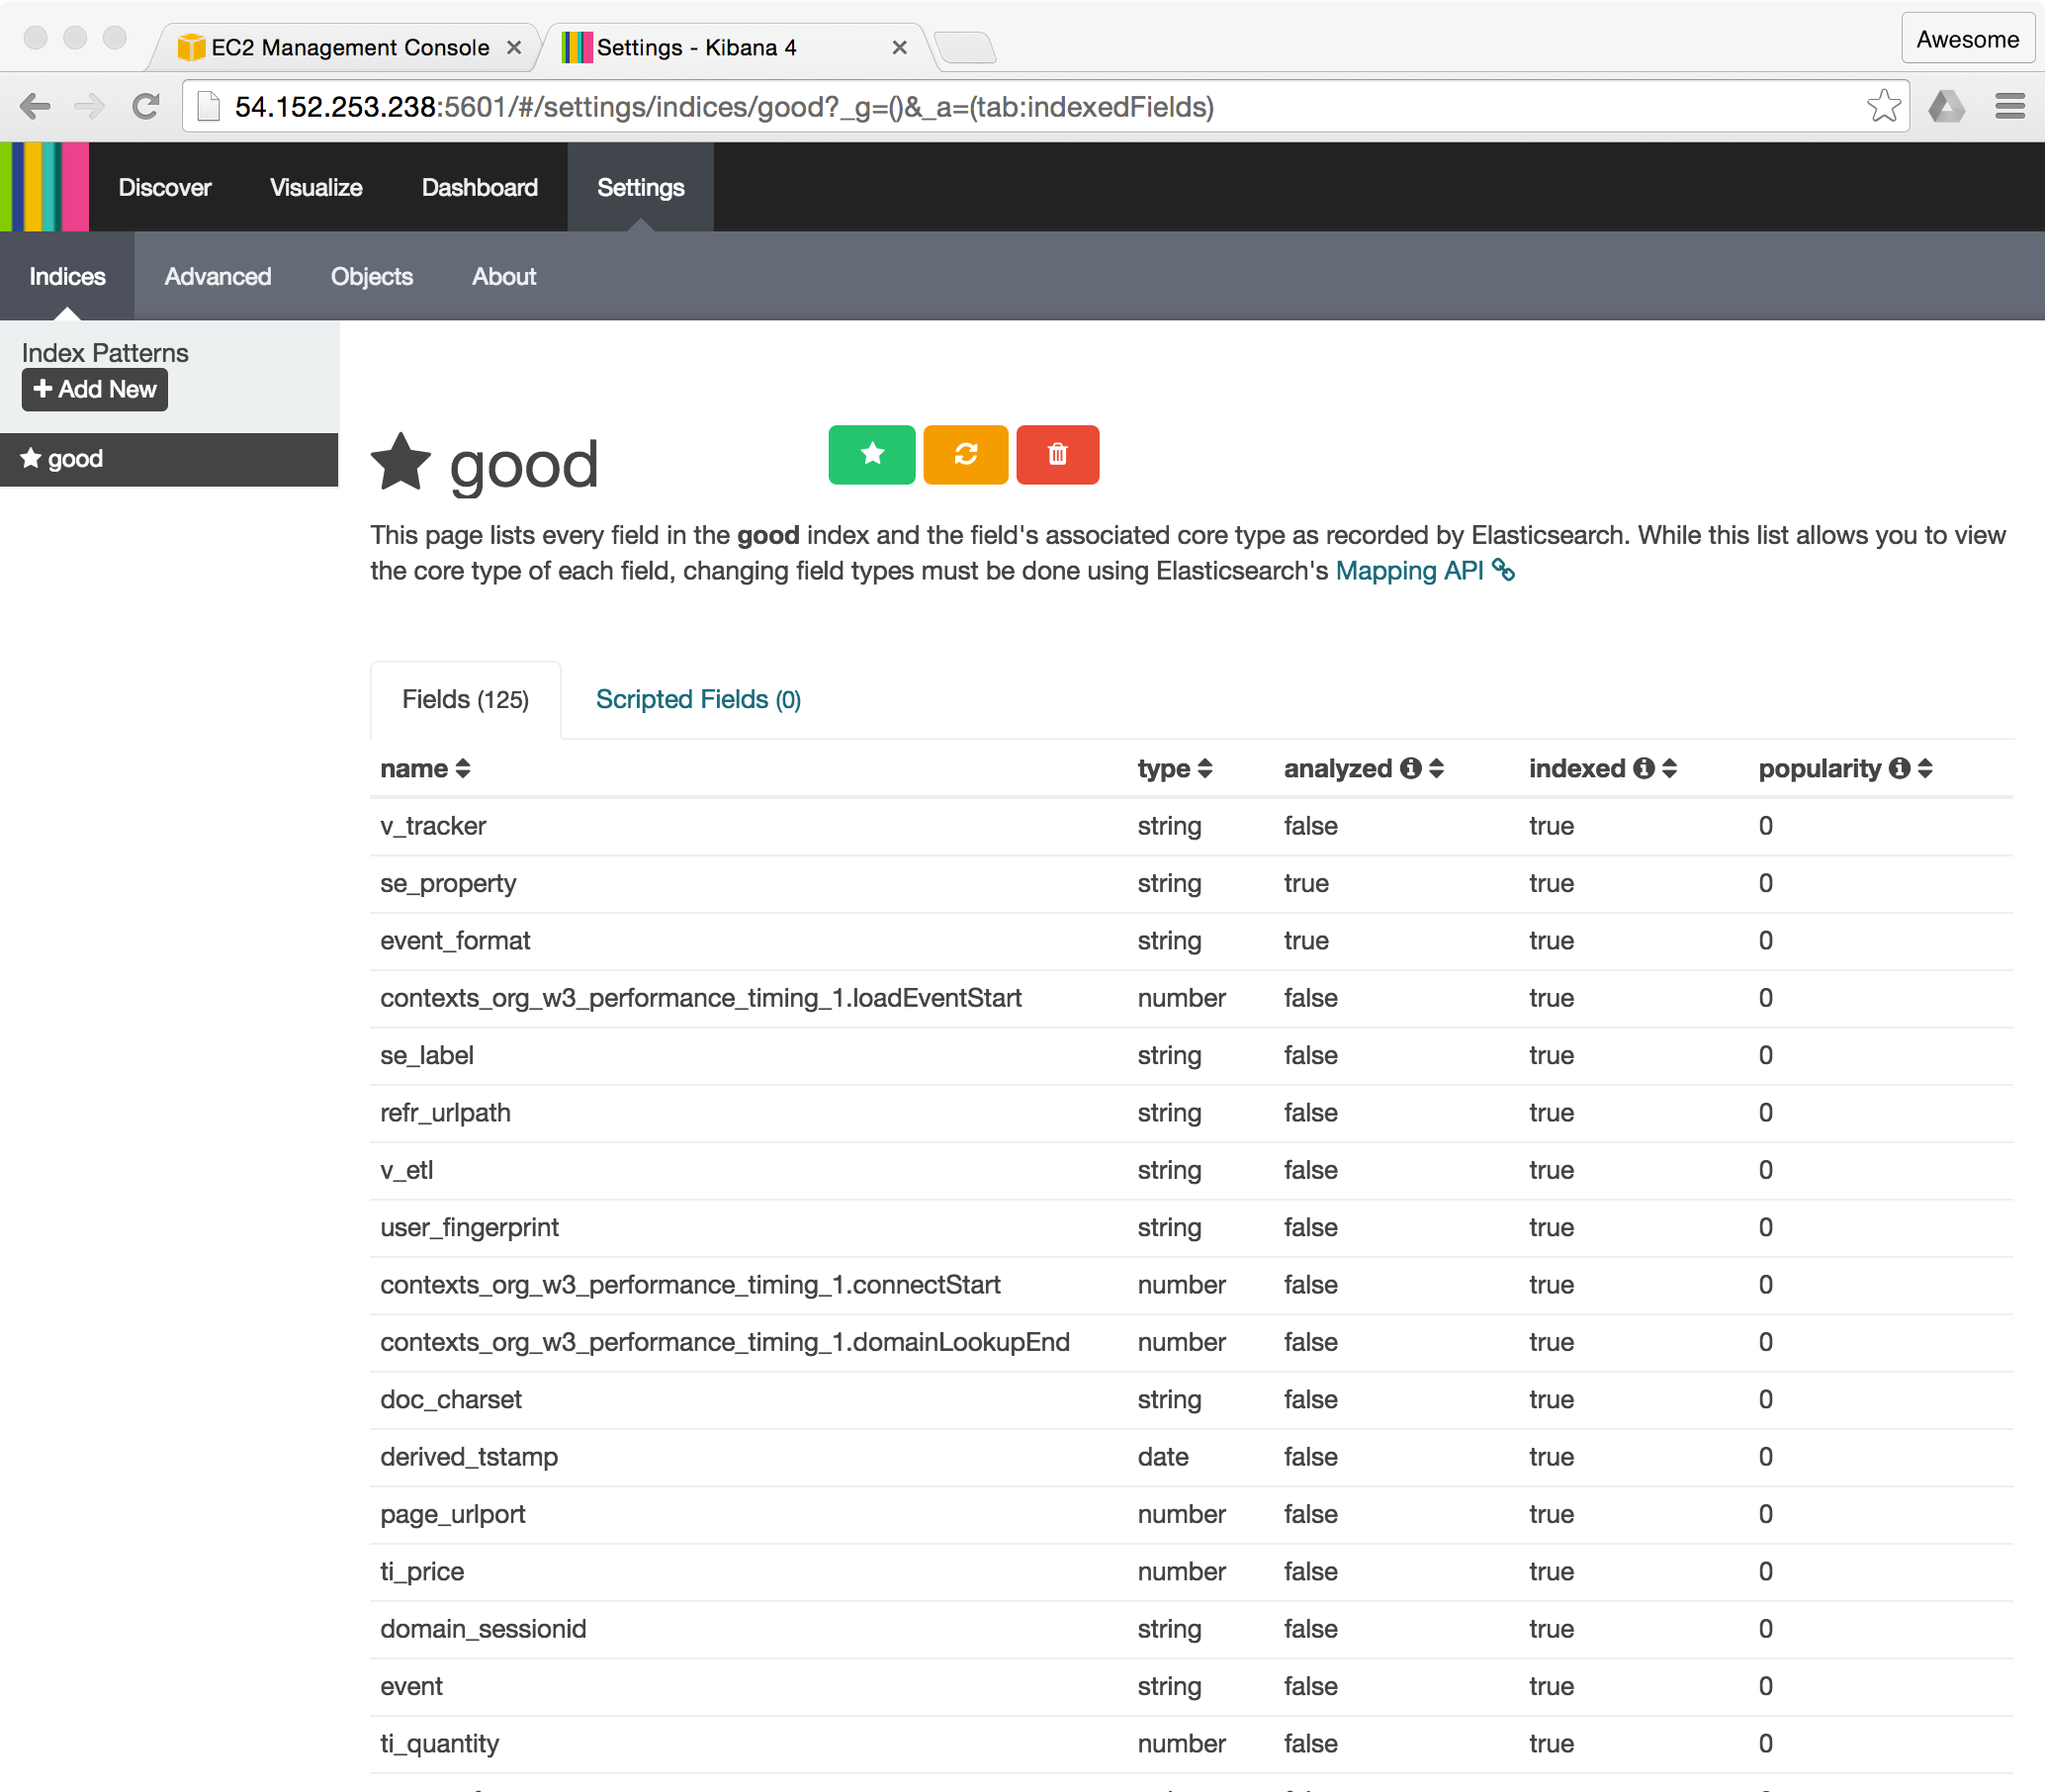 EC2 Management Console
Settings - Kibana 4
Awesome
54.152.253.238:5601/#/settings/indices/good?_g=()&_a=(tab:indexedFields)
Discover Visualize Dashboard Settings
Indices Advanced Objects About
Index Patterns
Add New
good
good
This page lists every field in the good index and the field's associated core type as recorded by Elasticsearch. While this list allows you to view
the core type of each field, changing field types must be done using Elasticsearch's Mapping API
Fields (125) Scripted Fields (0)
name type analyzed indexed popularity
v_tracker string false true 0
se_property string true true 0
event_format string true true 0
contexts_org_w3_performance_timing_1.loadEventStart number false true 0
se_label string false true 0
refr_urlpath string false true 0
v_etl string false true 0
user_fingerprint string false true 0
contexts_org_w3_performance_timing_1.connectStart number false true 0
contexts_org_w3_performance_timing_1.domainLookupEnd number false true 0
doc_charset string false true 0
derived_tstamp date false true 0
page_urlport number false true 0
ti_price number false true 0
domain_sessionid string false true 0
event string false true 0
ti_quantity number false true 0